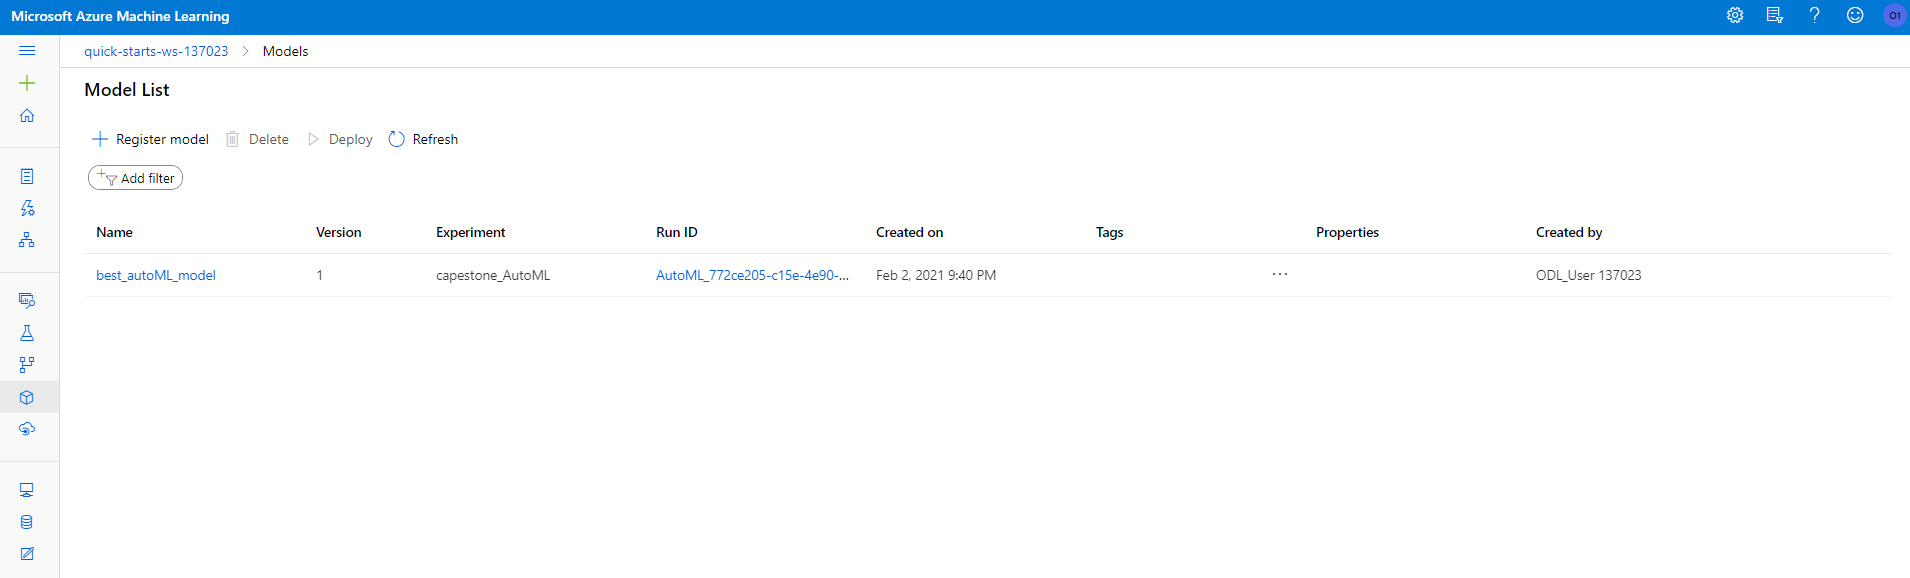 Microsoft Azure Machine Learning
O1
quick-starts-ws-137023 > Models
Model List
Register model Delete Deploy Refresh
Add filter
Name Version Experiment Run ID Created on Tags Properties Created by
best_autoML_model 1 capestone_AutoML AutoML_772ce205-c15e-4e90-... Feb 2, 2021 9:40 PM ... ODL_User 137023